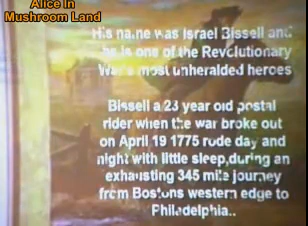 Alice In
Mushroom Land
His name was Israel Bissell and
he is one of the Revolutionary
War's most unheralded heroes
Bissell a 23 year old postal
rider when the war broke out
on April 19 1775 rode day and
night with little sleep,during an
exhausting 345 mile journey
from Bostons western edge to
Philadelphia..